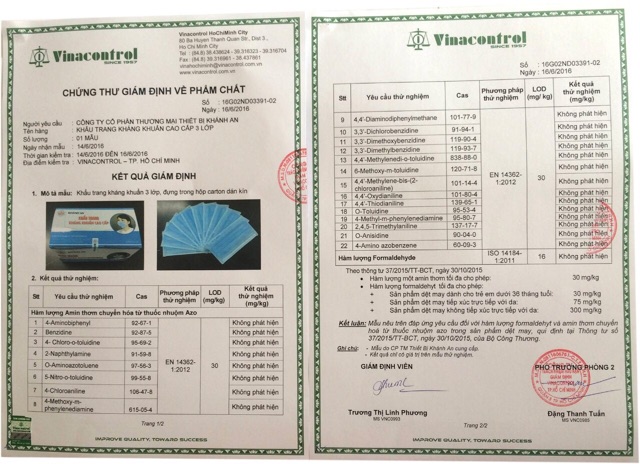 Vinacontrol
SINCE 1957
Vinacontrol HoChiMinh City
80 Ba Huyen Thanh Quan Str., Dist 3.,
Ho Chi Minh City
Tel: (84.8)
Fax: (84.8)
www.vinacontrol.com.vn
CHỨNG THƯ GIÁM ĐỊNH VỀ PHẨM CHẤT
Số : 16G02ND03391-02
Ngày : 16/6/2016
Người yêu cầu : CÔNG TY CỔ PHẦN THƯƠNG MẠI THIẾT BỊ KHÁNH AN
Tên hàng : KHẨU TRANG KHÁNG KHUẨN CAO CẤP 3 LỚP
Số lượng : 01 MẪU
Ngày nhận mẫu : 14/6/2016
Thời gian kiểm tra : 14/6/2016 ĐẾN 16/6/2016
Địa điểm kiểm tra : VINACONTROL – TP. HỒ CHÍ MINH
KẾT QUẢ GIÁM ĐỊNH
1. Mô tả mẫu: Khẩu trang kháng khuẩn 3 lớp, đựng trong hộp carton dán kín
2. Kết quả thử nghiệm:
Stt Yêu cầu thử nghiệm Cas Phương pháp thử nghiệm LOD (mg/kg) Kết quả thử nghiệm (mg/kg)
Hàm lượng Amin thơm chuyển hóa từ thuốc nhuộm Azo
1 4-Aminobiphenyl 92-67-1 Không phát hiện
2 Benzidine 92-87-5 Không phát hiện
3 4- Chloro-o-toluidine 95-69-2 Không phát hiện
4 2-Naphthylamine 91-59-8 Không phát hiện
5 O-Aminoazotoluene 97-56-3 EN 14362-1:2012 30 Không phát hiện
6 5-Nitro-o-toluidine 99-55-8 Không phát hiện
7 4-Chloroaniline 106-47-8 Không phát hiện
8 4-Methoxy-m-phenylenediamine 615-05-4 Không phát hiện
Trang 1/2
IMPROVE QUALITY, TOWARD SUCCESS
Vinacontrol
SINCE 1957
Số : 16G02ND03391-02
Ngày : 16/6/2016
Stt Yêu cầu thử nghiệm Cas Phương pháp thử nghiệm LOD (mg/ kg) Kết quả thử nghiệm (mg/kg)
9 4,4'-Diaminodiphenylmethane 101-77-9 Không phát hiện
10 3,3'-Dichlorobenzidine 91-94-1 Không phát hiện
11 3,3'-Dimethoxybenzidine 119-90-4 Không phát hiện
12 3,3'-Dimethylbenzidine 119-93-7 Không phát hiện
13 4,4'-Methylenedi-o-toluidine 838-88-0 Không phát hiện
14 6-Methoxy-m-toluidine 120-71-8 Không phát hiện
15 4,4'-Methylene-bis-(2-chloroaniline) 101-14-4 EN 14362-1:2012 30 Không phát hiện
16 4,4'-Oxydianiline 101-80-4 Không phát hiện
17 4,4'-Thiodianiline 139-65-1 Không phát hiện
18 O-Toluidine 95-53-4 Không phát hiện
19 4-Methyl-m-phenylenediamine 95-80-7 Không phát hiện
20 2,4,5-Trimethylaniline 137-17-7 Không phát hiện
21 O-Anisidine 90-04-0 Không phát hiện
22 4-Amino azobenzene 60-09-3 Không phát hiện
Hàm lượng Formaldehyde ISO 14184-1:2011 16 Không phát hiện
Theo thông tư 37/2015/TT-BCT, ngày 30/10/2015
• Hàm lượng một amin thơm tối đa cho phép : 30 mg/kg
• Hàm lượng formaldehyt tối đa cho phép:
+ Sản phẩm dệt may cho trẻ em dưới 36 tháng tuổi: 30 mg/kg
+ Sản phẩm dệt may tiếp xúc trực tiếp với da: 75 mg/kg
+ Sản phẩm dệt may không tiếp xúc trực tiếp với da: 300 mg/kg
Kết luận: Mẫu nêu trên đáp ứng yêu cầu đối với hàm lượng formaldehyt và amin thơm chuyển
hoá từ thuốc nhuộm azo trong sản phẩm dệt may, qui định tại Thông tư số
37/2015/TT-BCT, ngày 30/10/2015, của Bộ Công Thương.
Ghi chú: - Mẫu do CP TM Thiết Bị Khánh An cung cấp.
- Kết quả chỉ có giá trị trên mẫu thử nghiệm.
GIÁM ĐỊNH VIÊN
PHÓ TRƯỞNG PHÒNG 2
Trương Thị Linh Phương
MS VNC0983
Đặng Thanh Tuấn
Trang 2/2
IMPROVE QUALITY, TOWARD SUCCESS